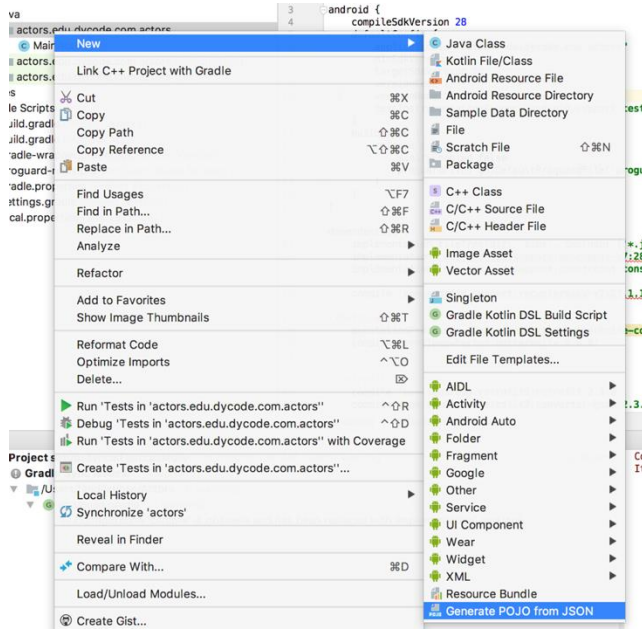 va
actors.edu.dycode.com.actors
Mai
actors.e
actors.e
es
le Scripts
uild.gradl
uild.gradl
radle-wra
roguard-r
radle.prop
ettings.gr
cal.prope
3 android {
4 compileSdkVersion 28
New
Link C++ Project with Gradle
Cut ⌘X
Copy ⌘C
Copy Path ⇧⌘C
Copy Reference ⌥⇧⌘C
Paste ⌘V
Find Usages ⌥F7
Find in Path... ⇧⌘F
Replace in Path... ⇧⌘R
Analyze
Refactor
Add to Favorites
Show Image Thumbnails ⇧⌘T
Reformat Code ⌥⌘L
Optimize Imports ^⌥O
Delete... ⌦
Run 'Tests in 'actors.edu.dycode.com.actors'' ^⇧R
Debug 'Tests in 'actors.edu.dycode.com.actors'' ^⇧D
Run 'Tests in 'actors.edu.dycode.com.actors'' with Coverage
Create 'Tests in 'actors.edu.dycode.com.actors''...
Local History
Synchronize 'actors'
Reveal in Finder
Compare With... ⌘D
Load/Unload Modules...
Create Gist...
Java Class
Kotlin File/Class
Android Resource File
Android Resource Directory
Sample Data Directory
File
Scratch File ⇧⌘N
Package
C++ Class
C/C++ Source File
C/C++ Header File
Image Asset
Vector Asset
Singleton
Gradle Kotlin DSL Build Script
Gradle Kotlin DSL Settings
Edit File Templates...
AIDL
Activity
Android Auto
Folder
Fragment
Google
Other
Service
UI Component
Wear
Widget
XML
Resource Bundle
Generate POJO from JSON
Project s
Gradl
/Us